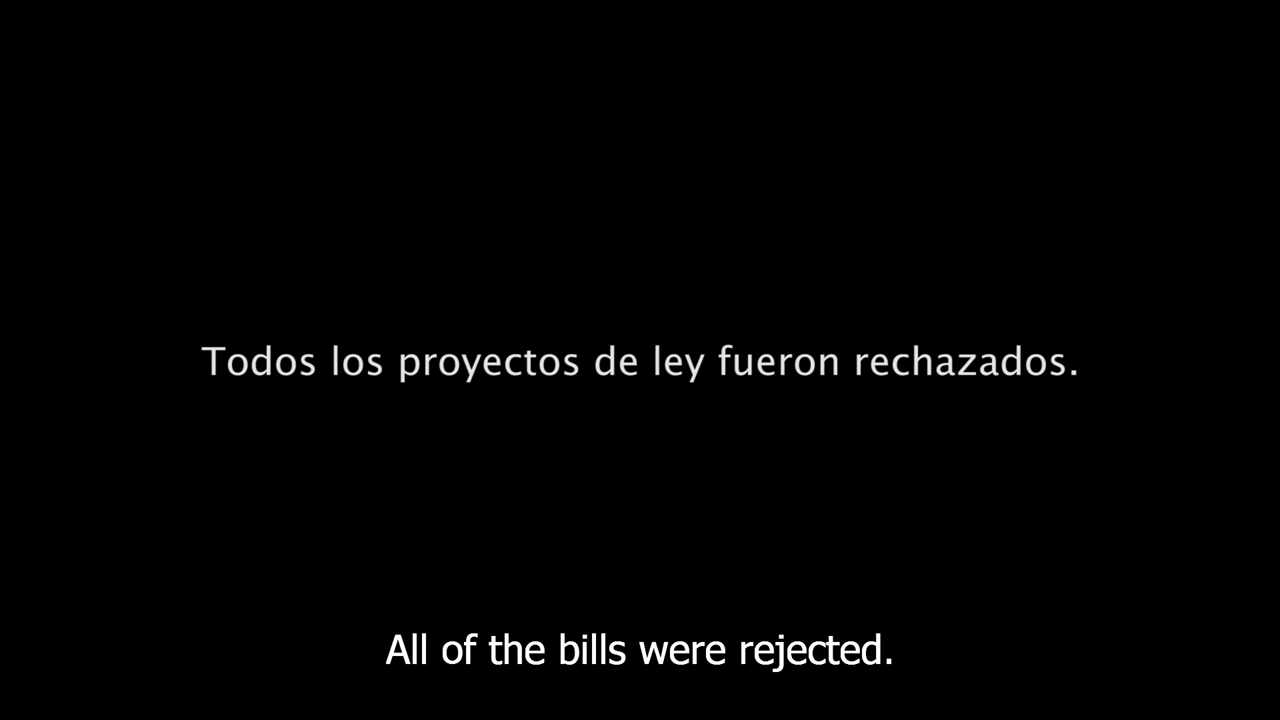 Todos los proyectos de ley fueron rechazados.
All of the bills were rejected.